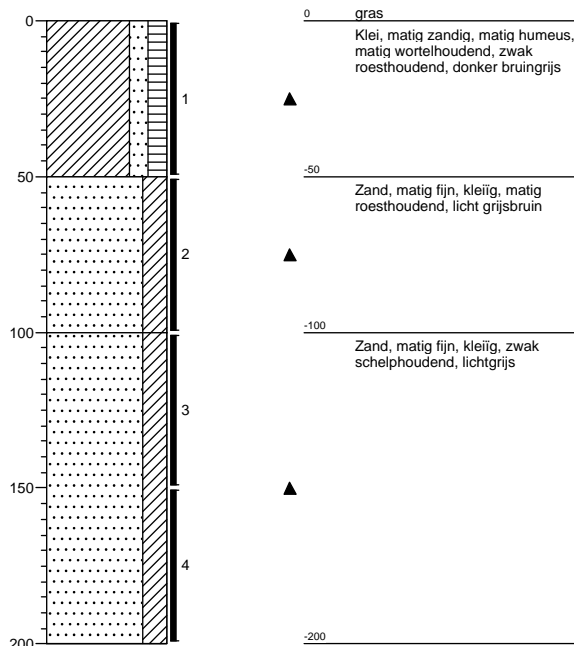 0
50
100
150
200
1
2
3
4
0 gras
Klei, matig zandig, matig humeus,
matig wortelhoudend, zwak
roesthoudend, donker bruingrijs
-50
Zand, matig fijn, kleiïg, matig
roesthoudend, licht grijsbruin
-100
Zand, matig fijn, kleiïg, zwak
schelphoudend, lichtgrijs
-200